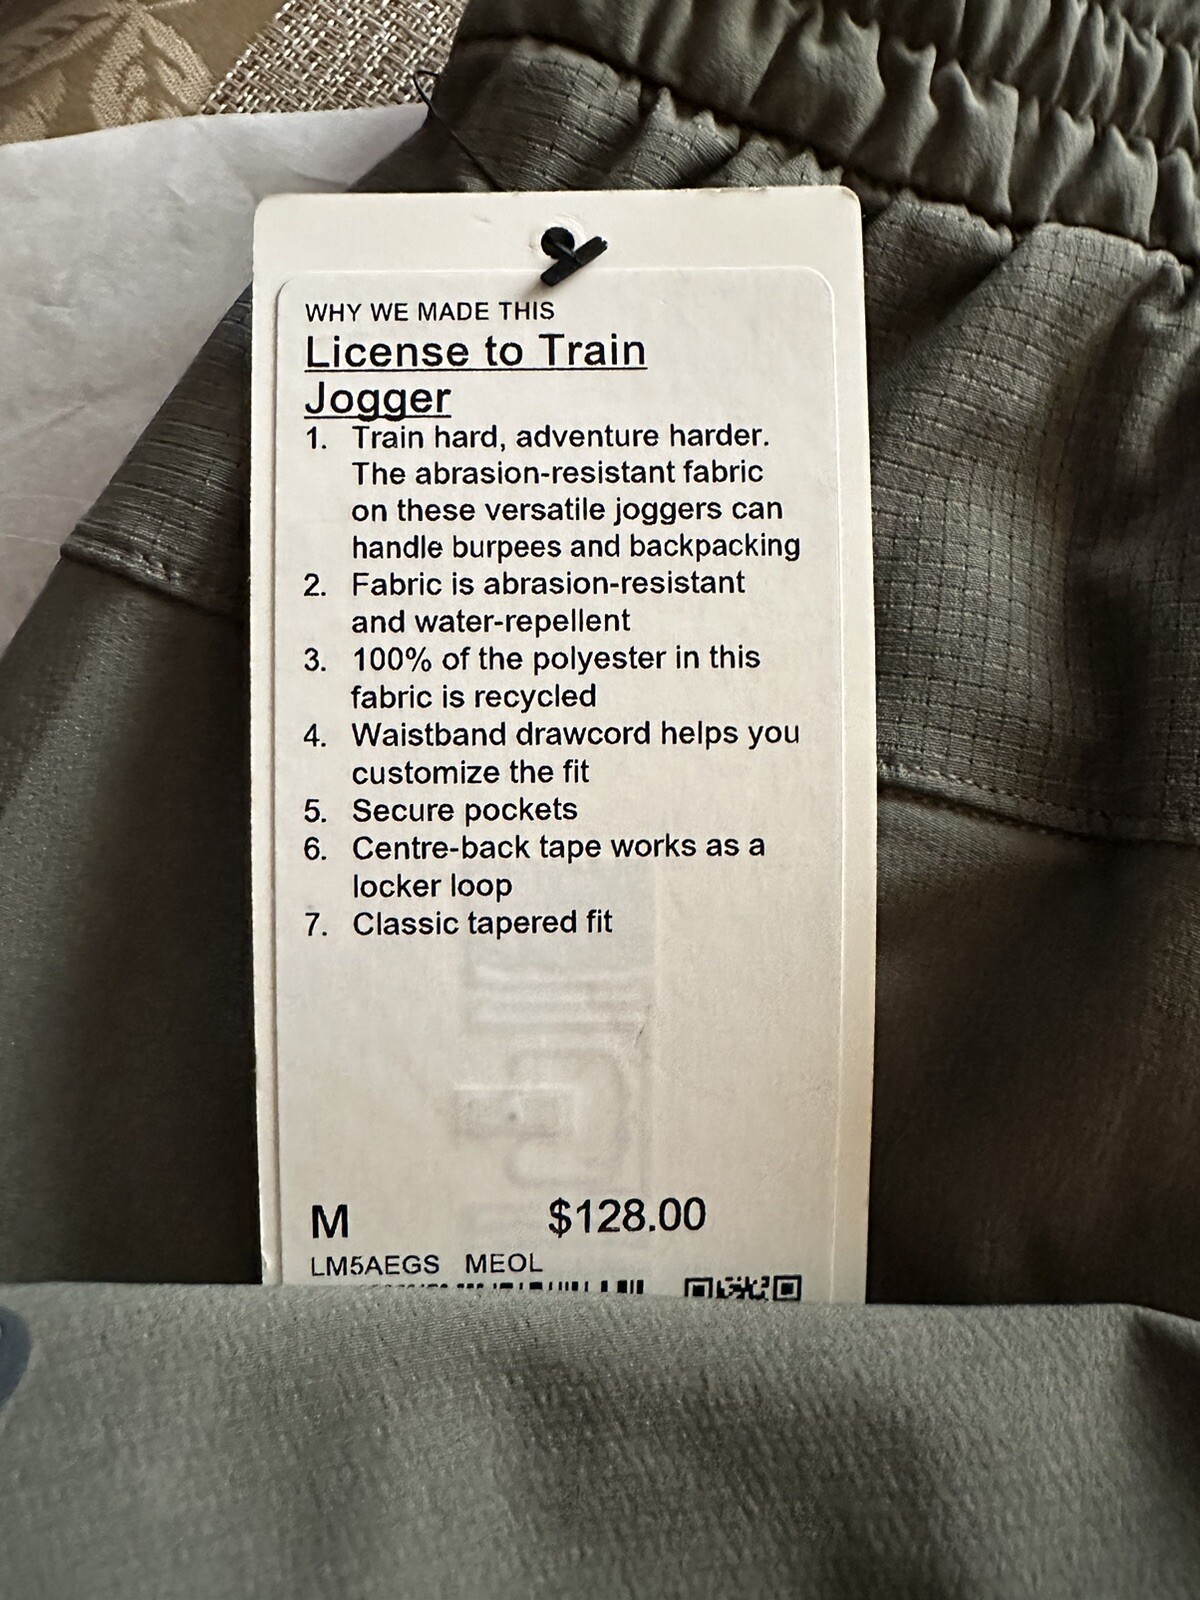 WHY WE MADE THIS
License to Train
Jogger
1. Train hard, adventure harder.
The abrasion-resistant fabric
on these versatile joggers can
handle burpees and backpacking
2. Fabric is abrasion-resistant
and water-repellent
3. 100% of the polyester in this
fabric is recycled
4. Waistband drawcord helps you
customize the fit
5. Secure pockets
6. Centre-back tape works as a
locker loop
7. Classic tapered fit
M $128.00
LM5AEGS MEOL